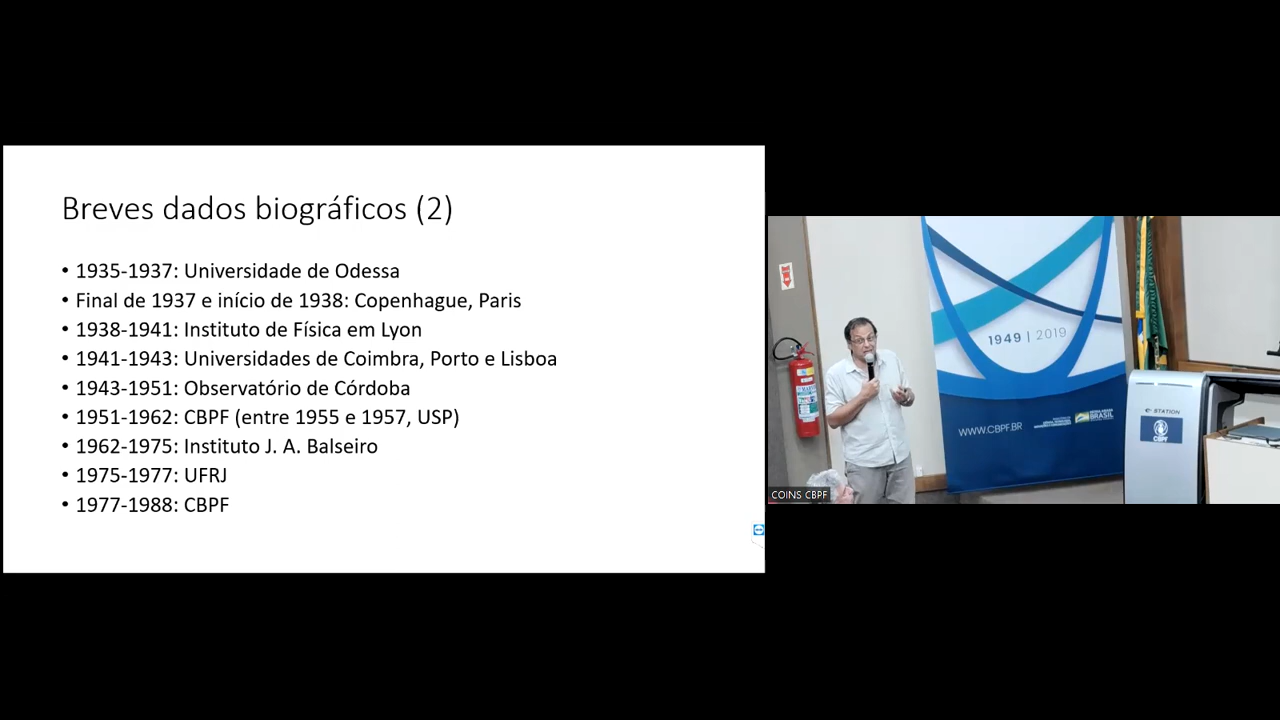 Breves dados biográficos (2)
• 1935-1937: Universidade de Odessa
• Final de 1937 e início de 1938: Copenhague, Paris
• 1938-1941: Instituto de Física em Lyon
• 1941-1943: Universidades de Coimbra, Porto e Lisboa
• 1943-1951: Observatório de Córdoba
• 1951-1962: CBPF (entre 1955 e 1957, USP)
• 1962-1975: Instituto J. A. Balseiro
• 1975-1977: UFRJ
• 1977-1988: CBPF
1949 | 2019
WWW.CBPF.BR
BRASIL
e-STATION
CBPF
COINS CBPF